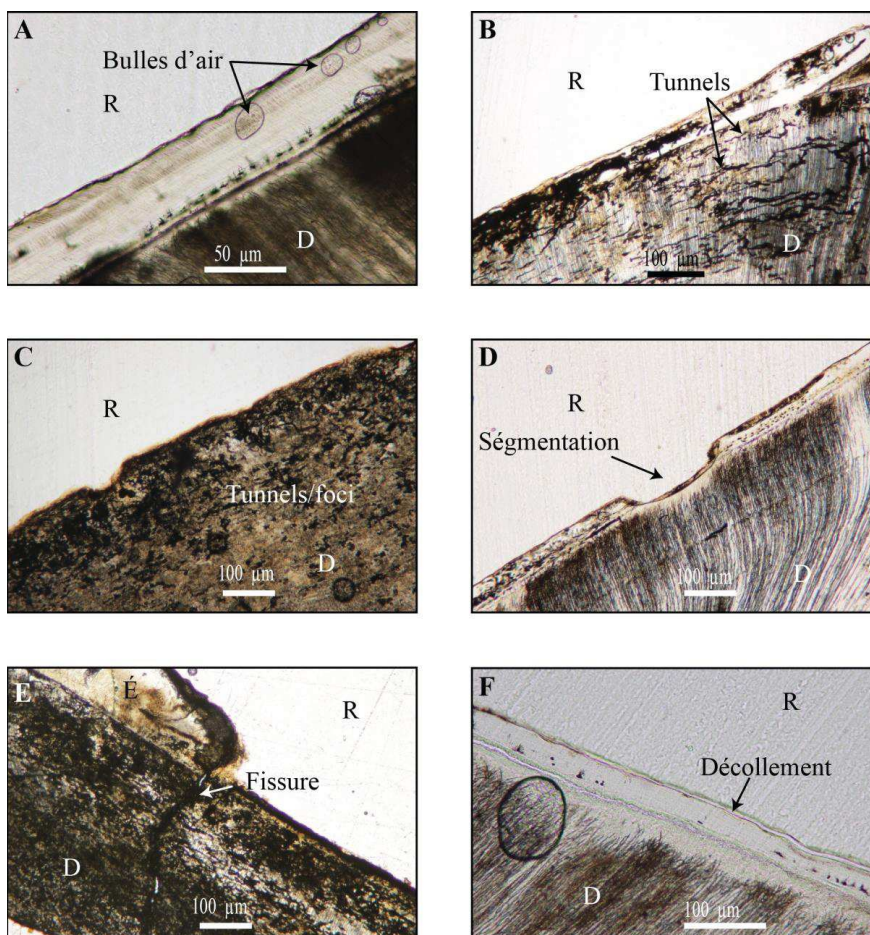 A
Bulles d'air
R
D
50 µm
B
R
Tunnels
D
100 µm
C
R
Tunnels/foci
D
100 µm
D
R
Ségmentation
D
100 µm
E
É
R
Fissure
D
100 µm
F
R
Décollement
D
100 µm